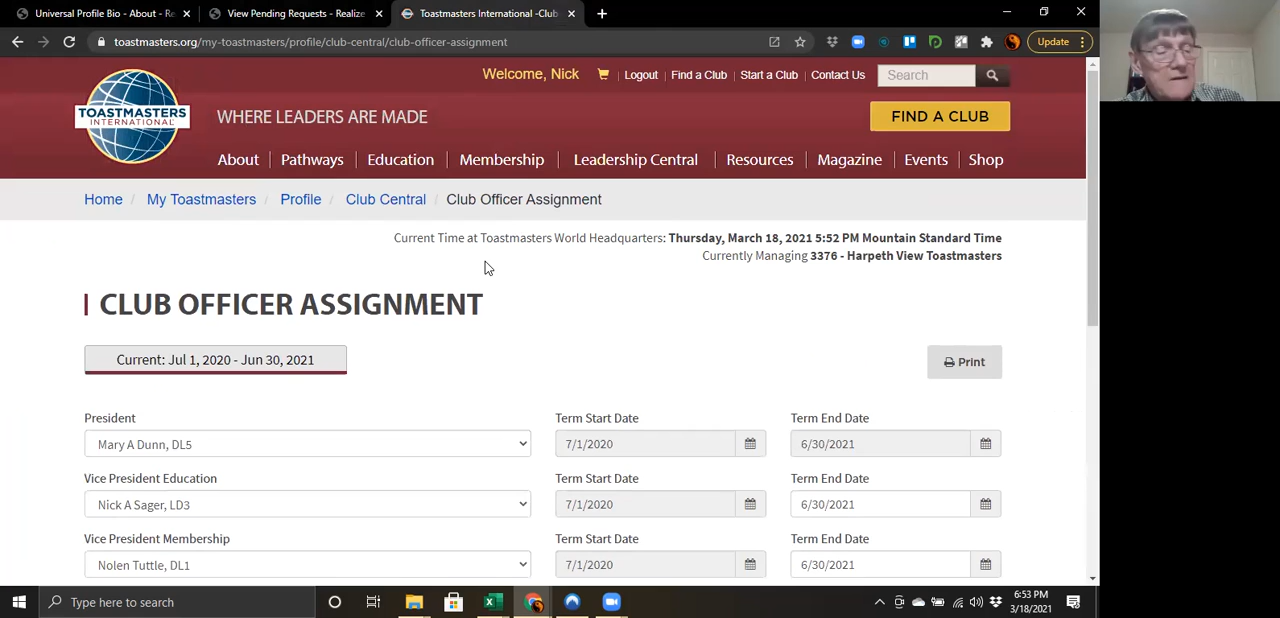 Universal Profile Bio - About - Re
View Pending Requests - Realize
Toastmasters International -Club
toastmasters.org/my-toastmasters/profile/club-central/club-officer-assignment
Update
Welcome, Nick
Logout
Find a Club
Start a Club
Contact Us
Search
TOASTMASTERS
INTERNATIONAL
WHERE LEADERS ARE MADE
FIND A CLUB
About
Pathways
Education
Membership
Leadership Central
Resources
Magazine
Events
Shop
Home / My Toastmasters / Profile / Club Central / Club Officer Assignment
Current Time at Toastmasters World Headquarters: Thursday, March 18, 2021 5:52 PM Mountain Standard Time
Currently Managing 3376 - Harpeth View Toastmasters
CLUB OFFICER ASSIGNMENT
Current: Jul 1, 2020 - Jun 30, 2021
Print
President
Term Start Date
Term End Date
Mary A Dunn, DL5
7/1/2020
6/30/2021
Vice President Education
Term Start Date
Term End Date
Nick A Sager, LD3
7/1/2020
6/30/2021
Vice President Membership
Term Start Date
Term End Date
Nolen Tuttle, DL1
7/1/2020
6/30/2021
Type here to search
6:53 PM
3/18/2021